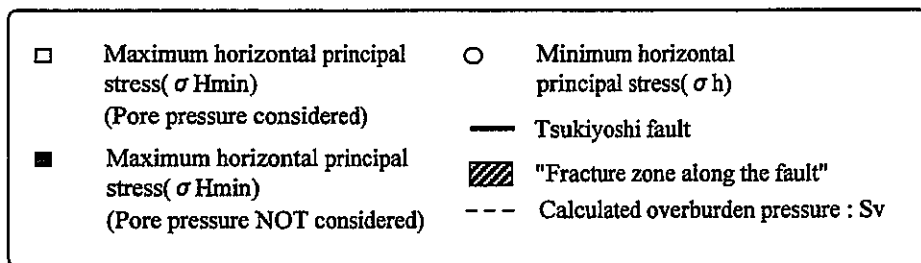 Maximum horizontal principal
stress( σ Hmin)
(Pore pressure considered)
Maximum horizontal principal
stress( σ Hmin)
(Pore pressure NOT considered)
Minimum horizontal
principal stress( σ h)
Tsukiyoshi fault
"Fracture zone along the fault"
Calculated overburden pressure : Sv